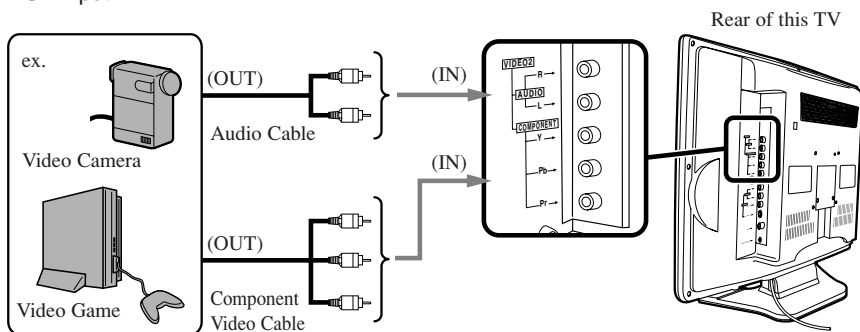 Rear of this TV
ex.
(OUT)
Audio Cable
Video Camera
(OUT)
Component
Video Cable
Video Game
(IN)
(IN)
VIDEO2
R
AUDIO
L
COMPONENT
Y
Pb
Pr